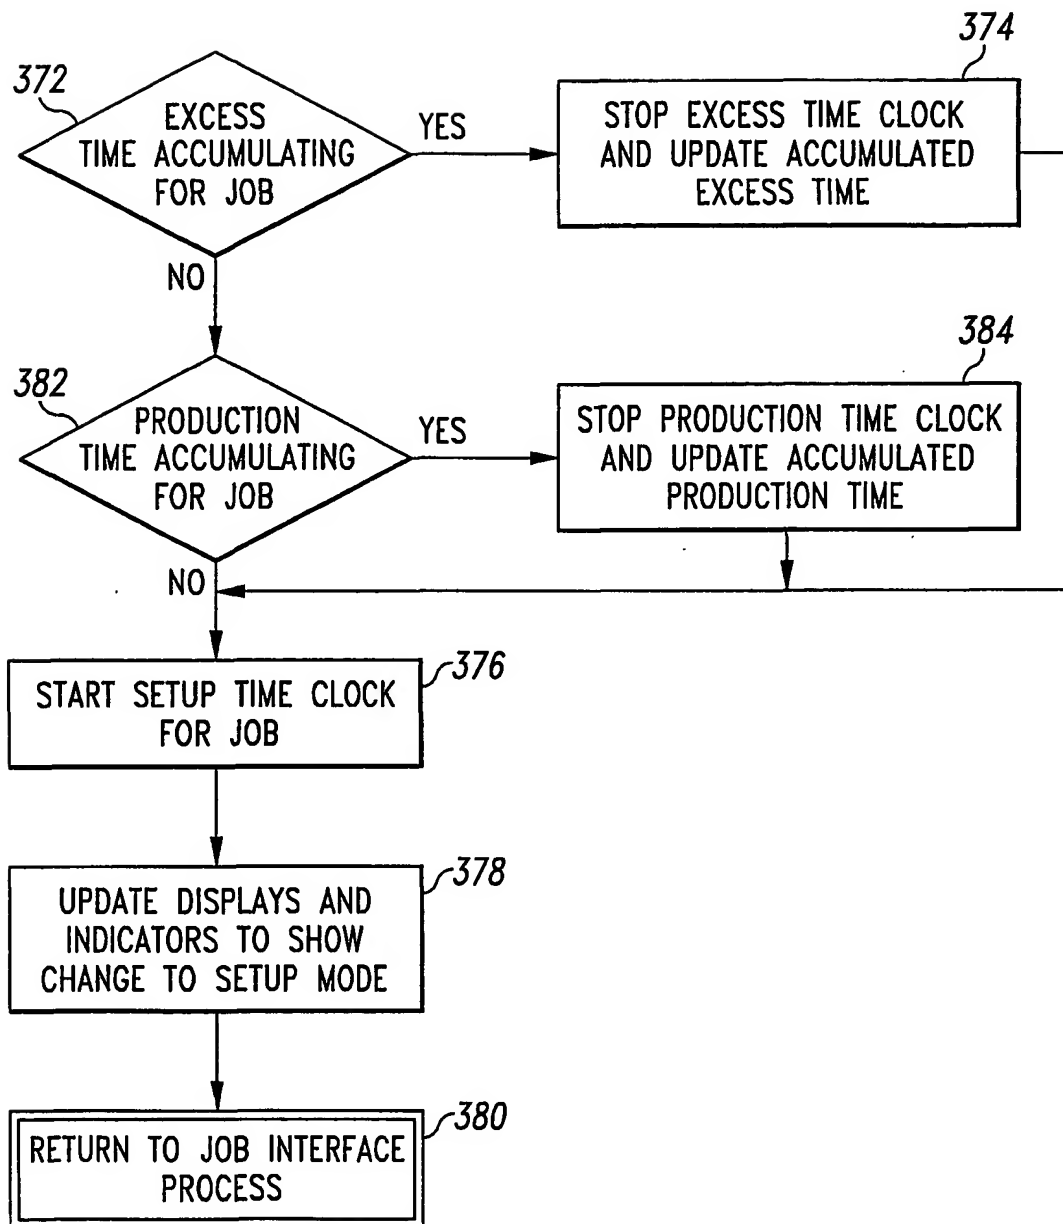 372
EXCESS
TIME ACCUMULATING
FOR JOB
YES
374
STOP EXCESS TIME CLOCK
AND UPDATE ACCUMULATED
EXCESS TIME
NO
382
PRODUCTION
TIME ACCUMULATING
FOR JOB
YES
384
STOP PRODUCTION TIME CLOCK
AND UPDATE ACCUMULATED
PRODUCTION TIME
NO
376
START SETUP TIME CLOCK
FOR JOB
378
UPDATE DISPLAYS AND
INDICATORS TO SHOW
CHANGE TO SETUP MODE
380
RETURN TO JOB INTERFACE
PROCESS